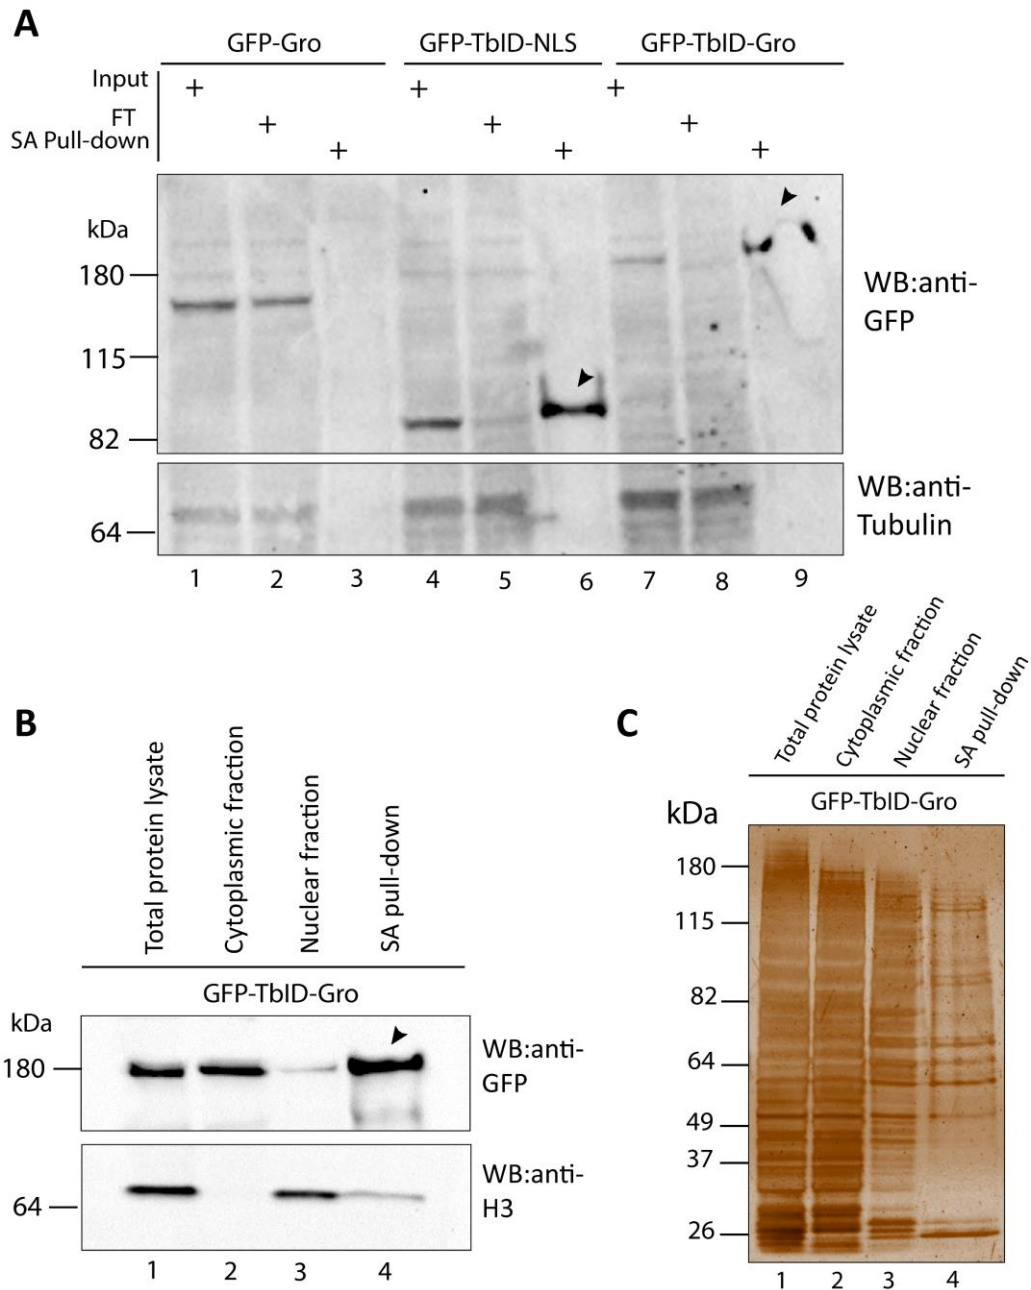 A
GFP-Gro GFP-TbID-NLS GFP-TbID-Gro
Input + + +
FT + + +
SA Pull-down + + +
kDa
180
115
82
WB:anti-
GFP
64
WB:anti-
Tubulin
1 2 3 4 5 6 7 8 9
B
Total protein lysate
Cytoplasmic fraction
Nuclear fraction
SA pull-down
GFP-TbID-Gro
kDa
180
WB:anti-
GFP
64
WB:anti-
H3
1 2 3 4
C
Total protein lysate
Cytoplasmic fraction
Nuclear fraction
SA pull-down
GFP-TbID-Gro
kDa
180
115
82
64
49
37
26
1 2 3 4